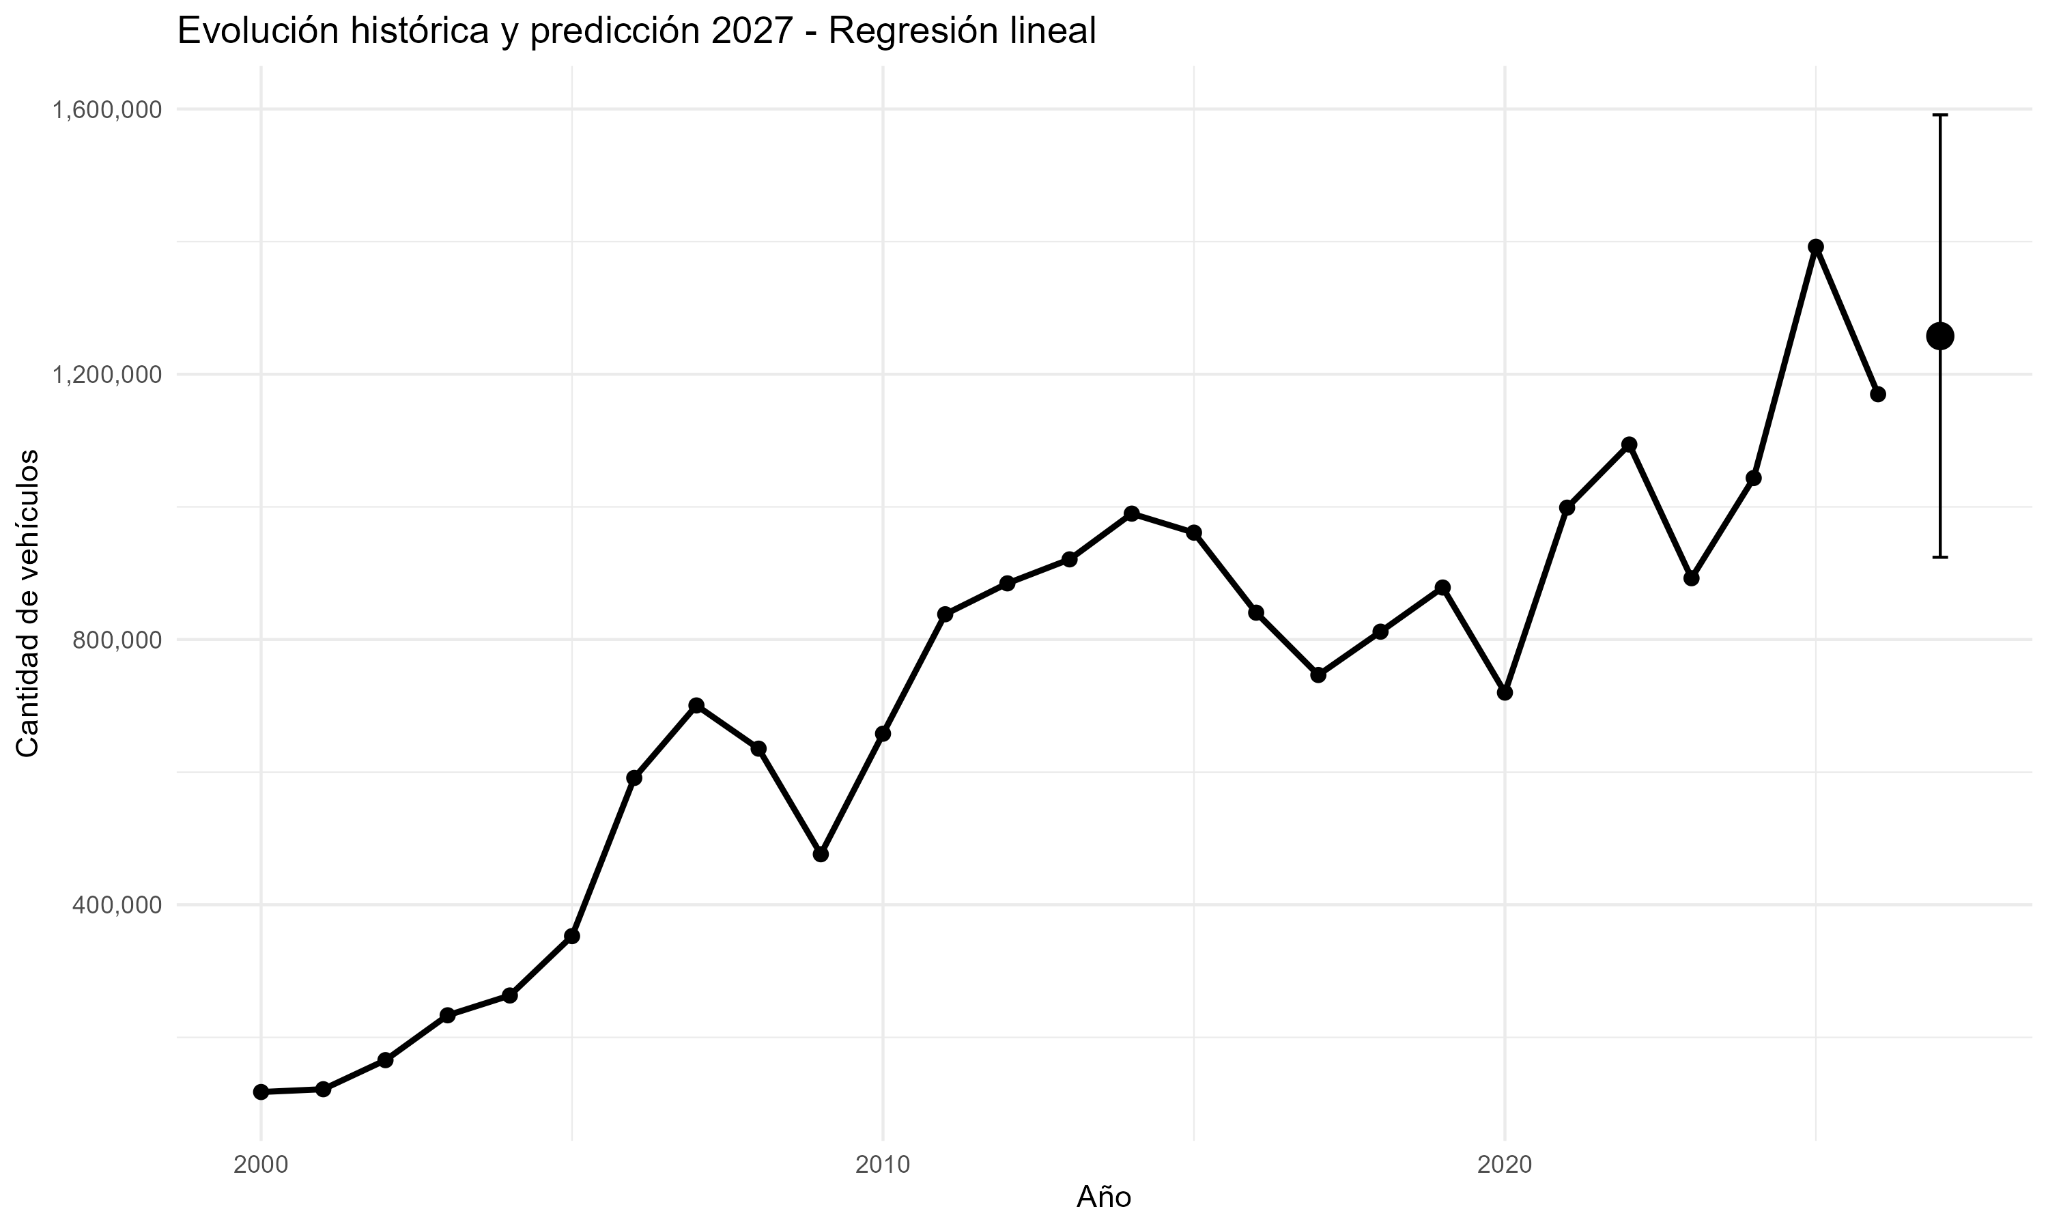 Evolución histórica y predicción 2027 - Regresión lineal
1,600,000
1,200,000
800,000
400,000
Cantidad de vehículos
2000
2010
2020
Año